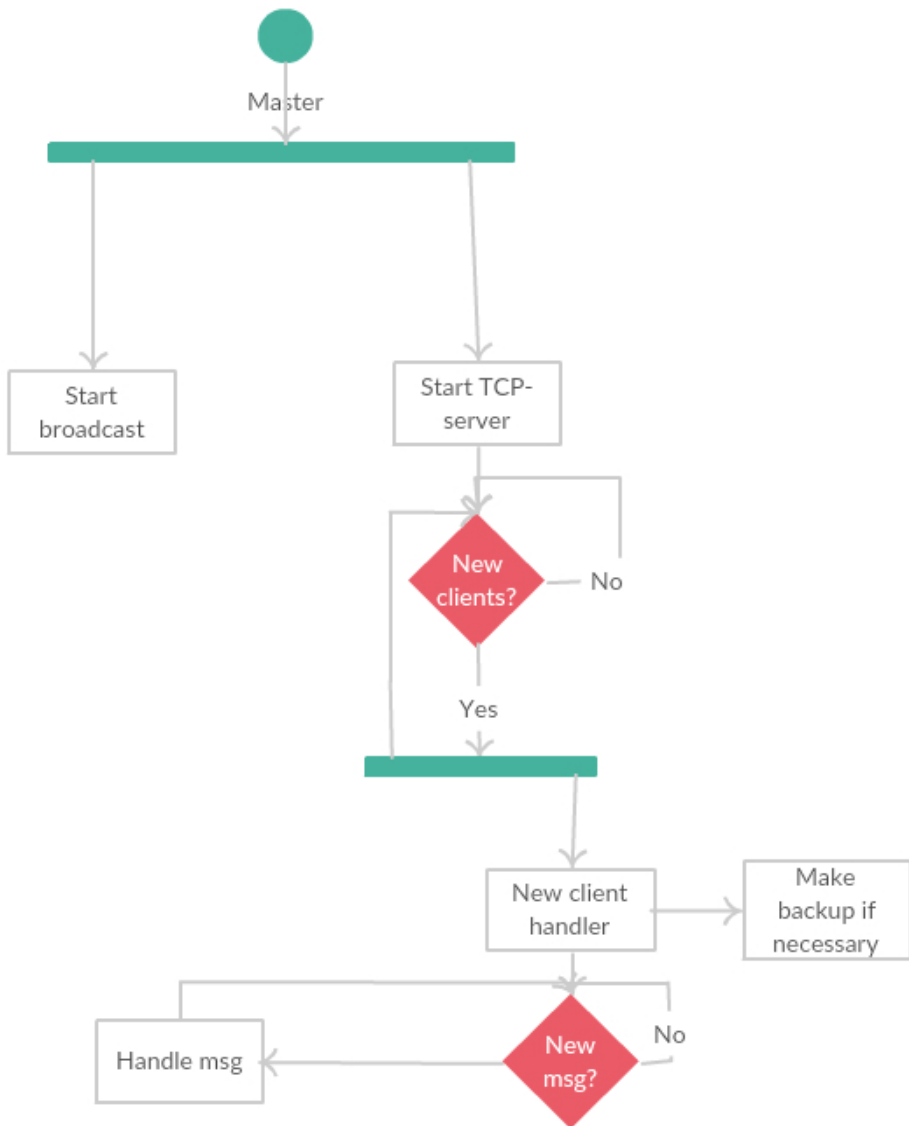 Master
Start
broadcast
Start TCP-
server
New
clients?
No
Yes
New client
handler
Make
backup if
necessary
No
Handle msg
New
msg?